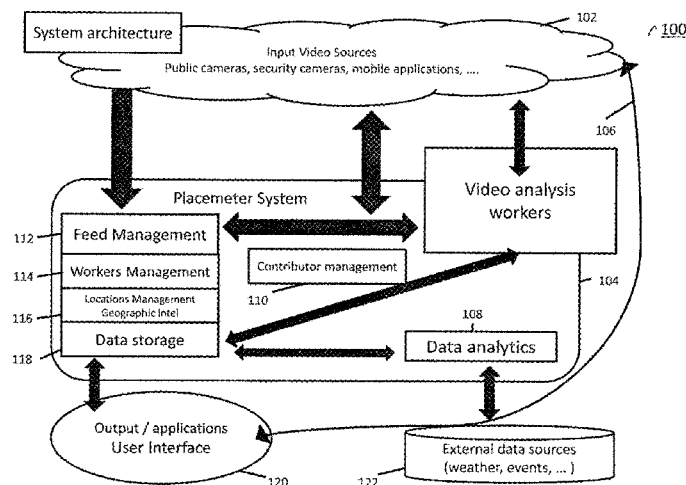 System architecture
102
100
Input Video Sources
Public cameras, security cameras, mobile applications, ....
106
Placemeter System
Video analysis
workers
112
Feed Management
114
Workers Management
Contributor management
110
104
116
Locations Management
Geographic Intel
118
Data storage
108
Data analytics
Output / applications
User Interface
External data sources
(weather, events, ... )
120
122